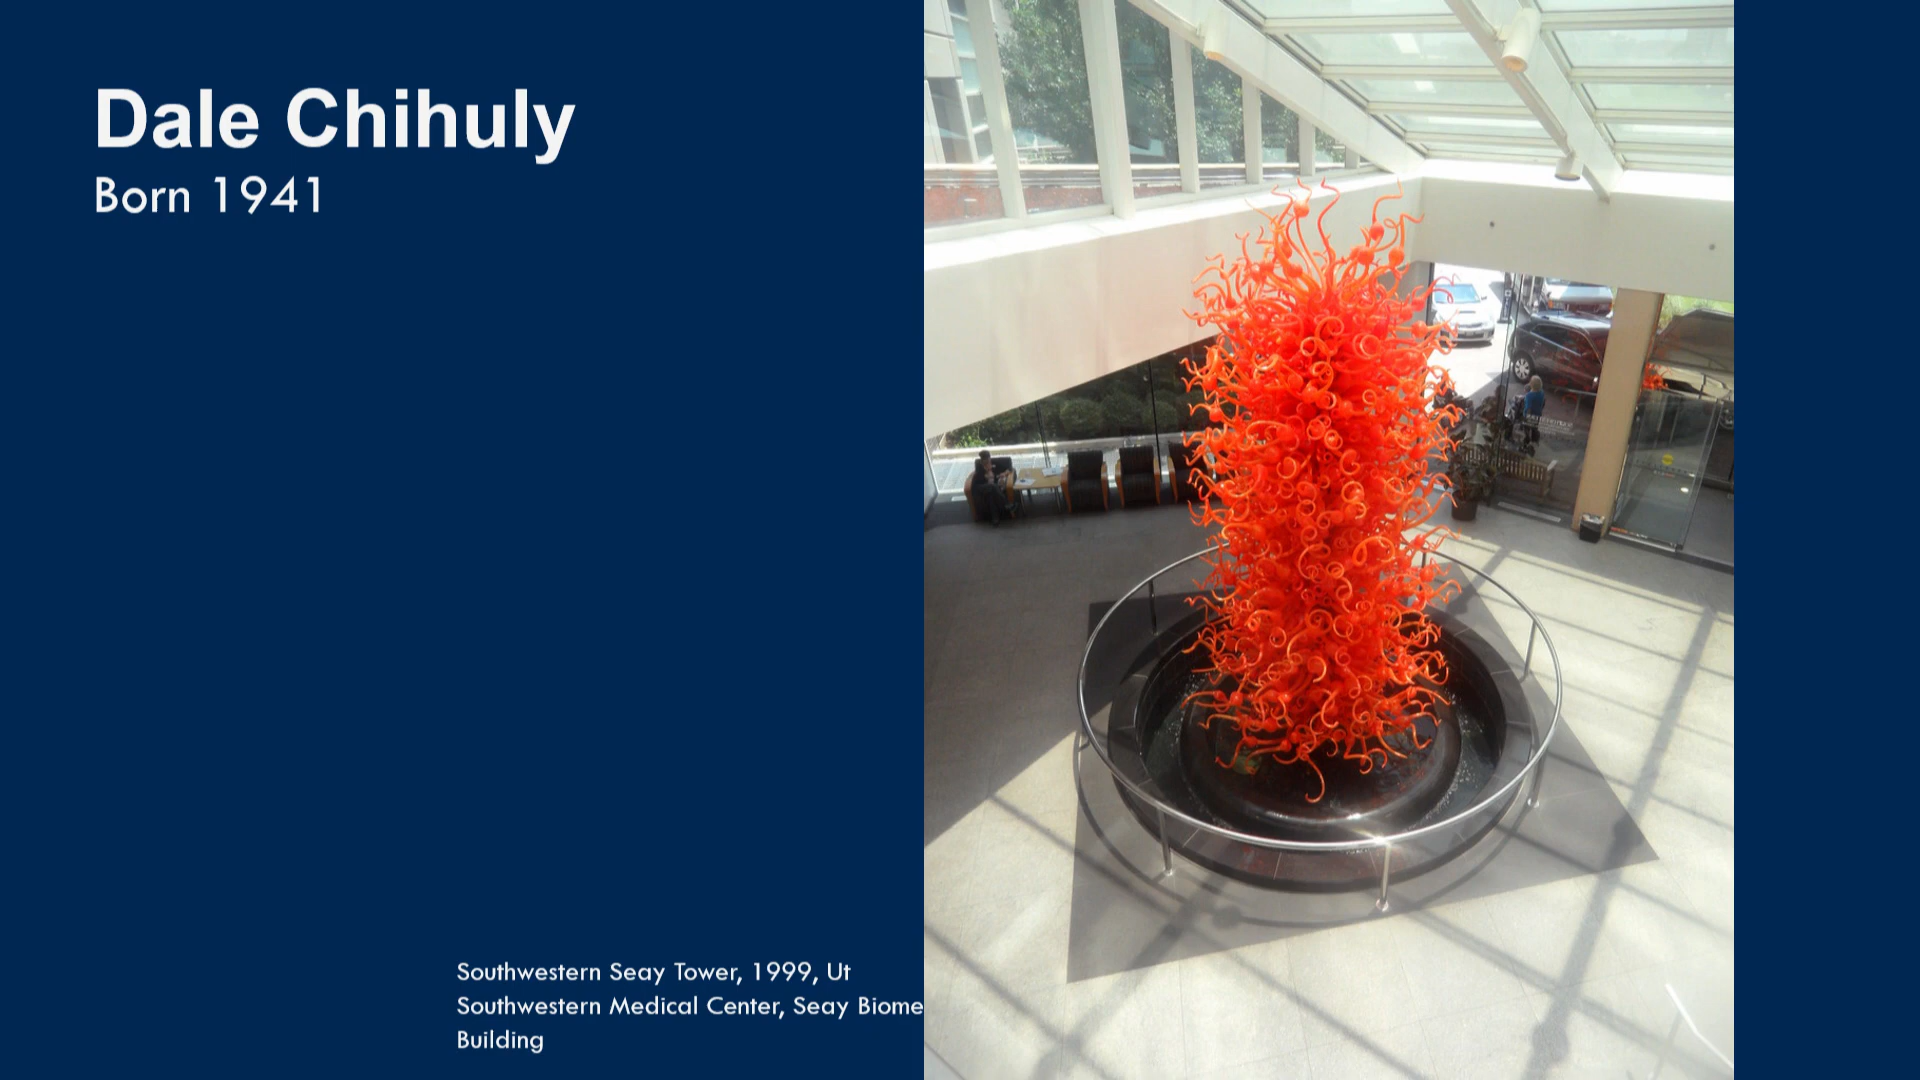 Dale Chihuly
Born 1941
Southwestern Seay Tower, 1999, Ut
Southwestern Medical Center, Seay Biome
Building